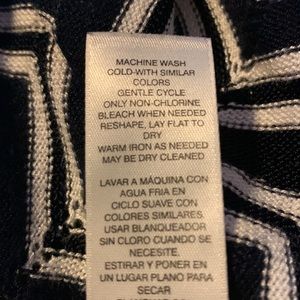 MACHINE WASH
COLD-WITH SIMILAR
COLORS
GENTLE CYCLE
ONLY NON-CHLORINE
BLEACH WHEN NEEDED
RESHAPE, LAY FLAT TO
DRY
WARM IRON AS NEEDED
MAY BE DRY CLEANED
LAVAR A MÁQUINA CON
AGUA FRIA EN
CICLO SUAVE CON
COLORES SIMILARES
USAR BLANQUEADOR
SIN CLORO CUANDO SE
NECESITE.
ESTIRAR Y PONER EN
UN LUGAR PLANO PARA
SECAR